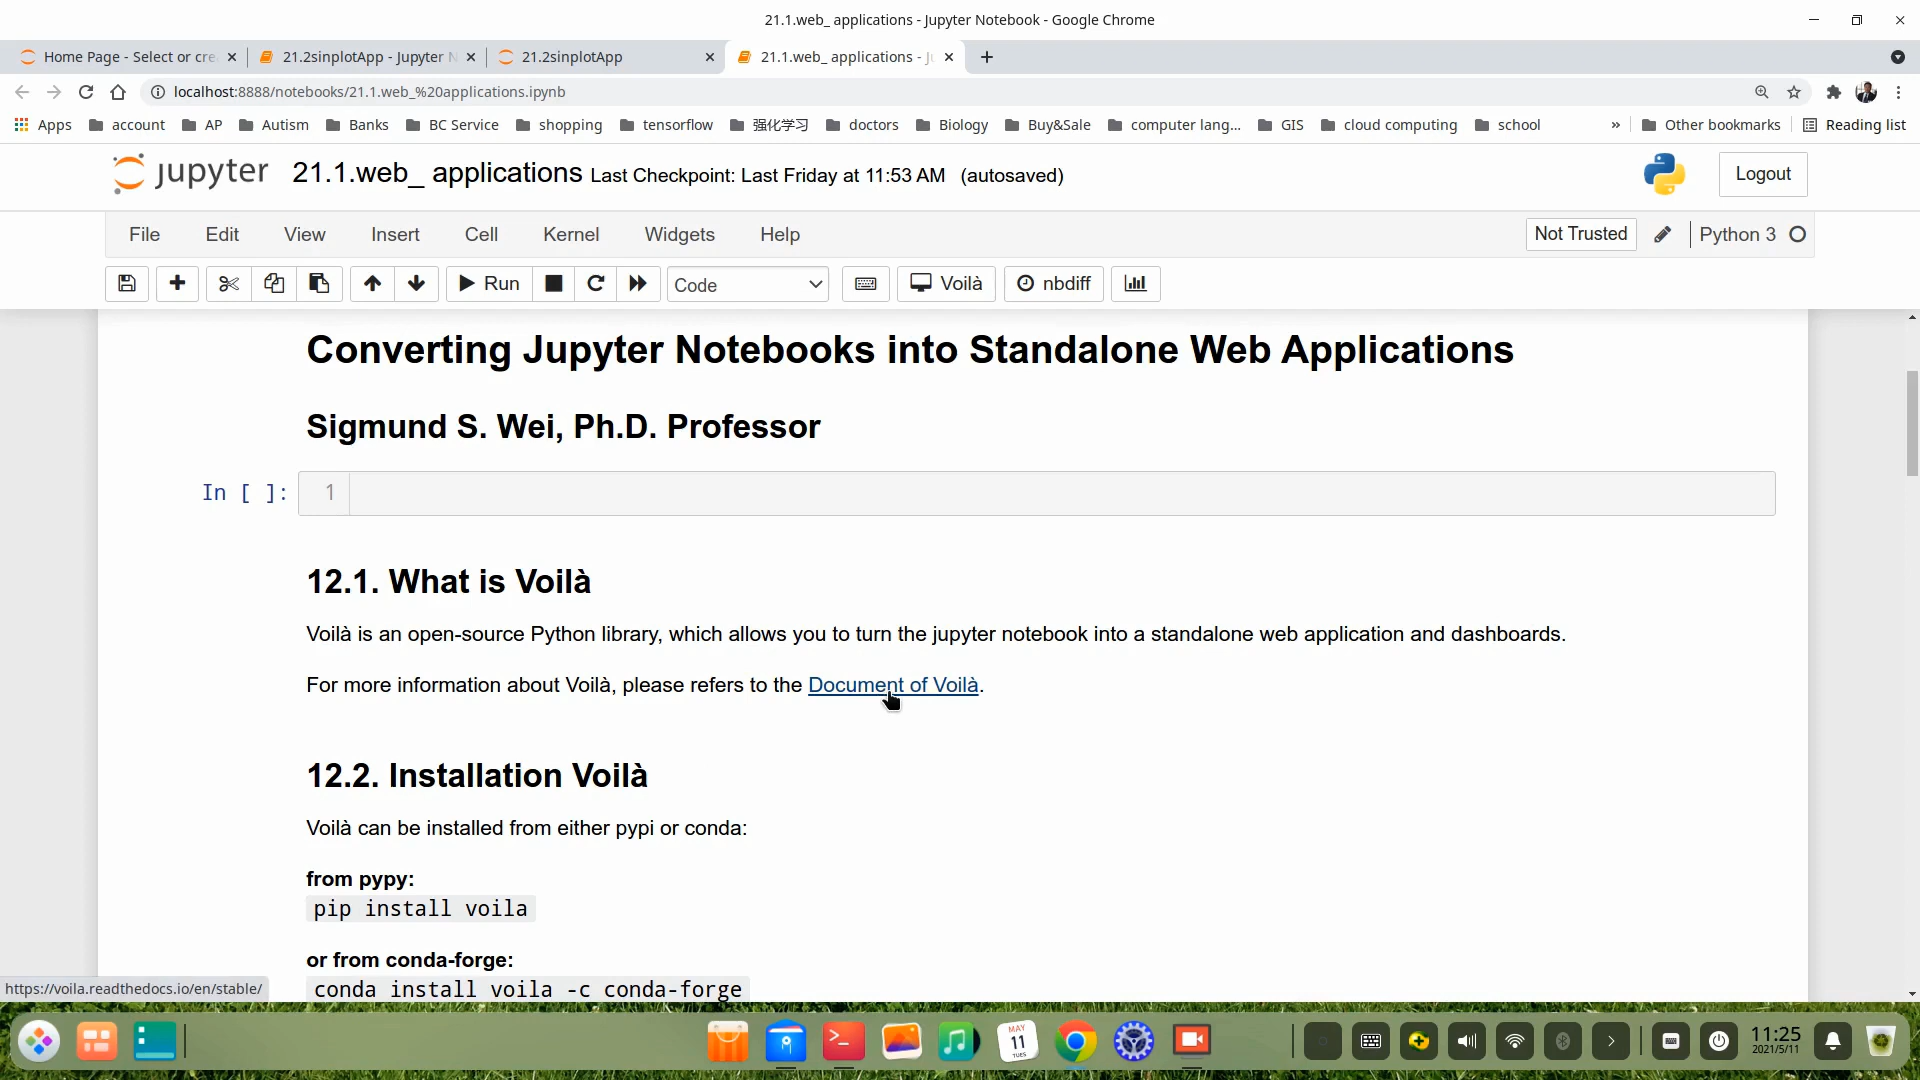 21.1.web_ applications - Jupyter Notebook - Google Chrome
Home Page - Select or cre
21.2sinplotApp - Jupyter N
21.2sinplotApp
21.1.web_ applications - J
localhost:8888/notebooks/21.1.web_%20applications.ipynb
Apps account AP Autism Banks BC Service shopping tensorflow 强化学习 doctors Biology Buy&Sale computer lang... GIS cloud computing school » Other bookmarks Reading list
jupyter 21.1.web_ applications Last Checkpoint: Last Friday at 11:53 AM (autosaved)
Logout
File Edit View Insert Cell Kernel Widgets Help Not Trusted Python 3
Run Code Voilà nbdiff
Converting Jupyter Notebooks into Standalone Web Applications
Sigmund S. Wei, Ph.D. Professor
In [ ]: 1
12.1. What is Voilà
Voilà is an open-source Python library, which allows you to turn the jupyter notebook into a standalone web application and dashboards.
For more information about Voilà, please refers to the Document of Voilà.
12.2. Installation Voilà
Voilà can be installed from either pypi or conda:
from pypy:
pip install voila
or from conda-forge:
conda install voila -c conda-forge
https://voila.readthedocs.io/en/stable/
MAY
11
TUES
11:25
2021/5/11